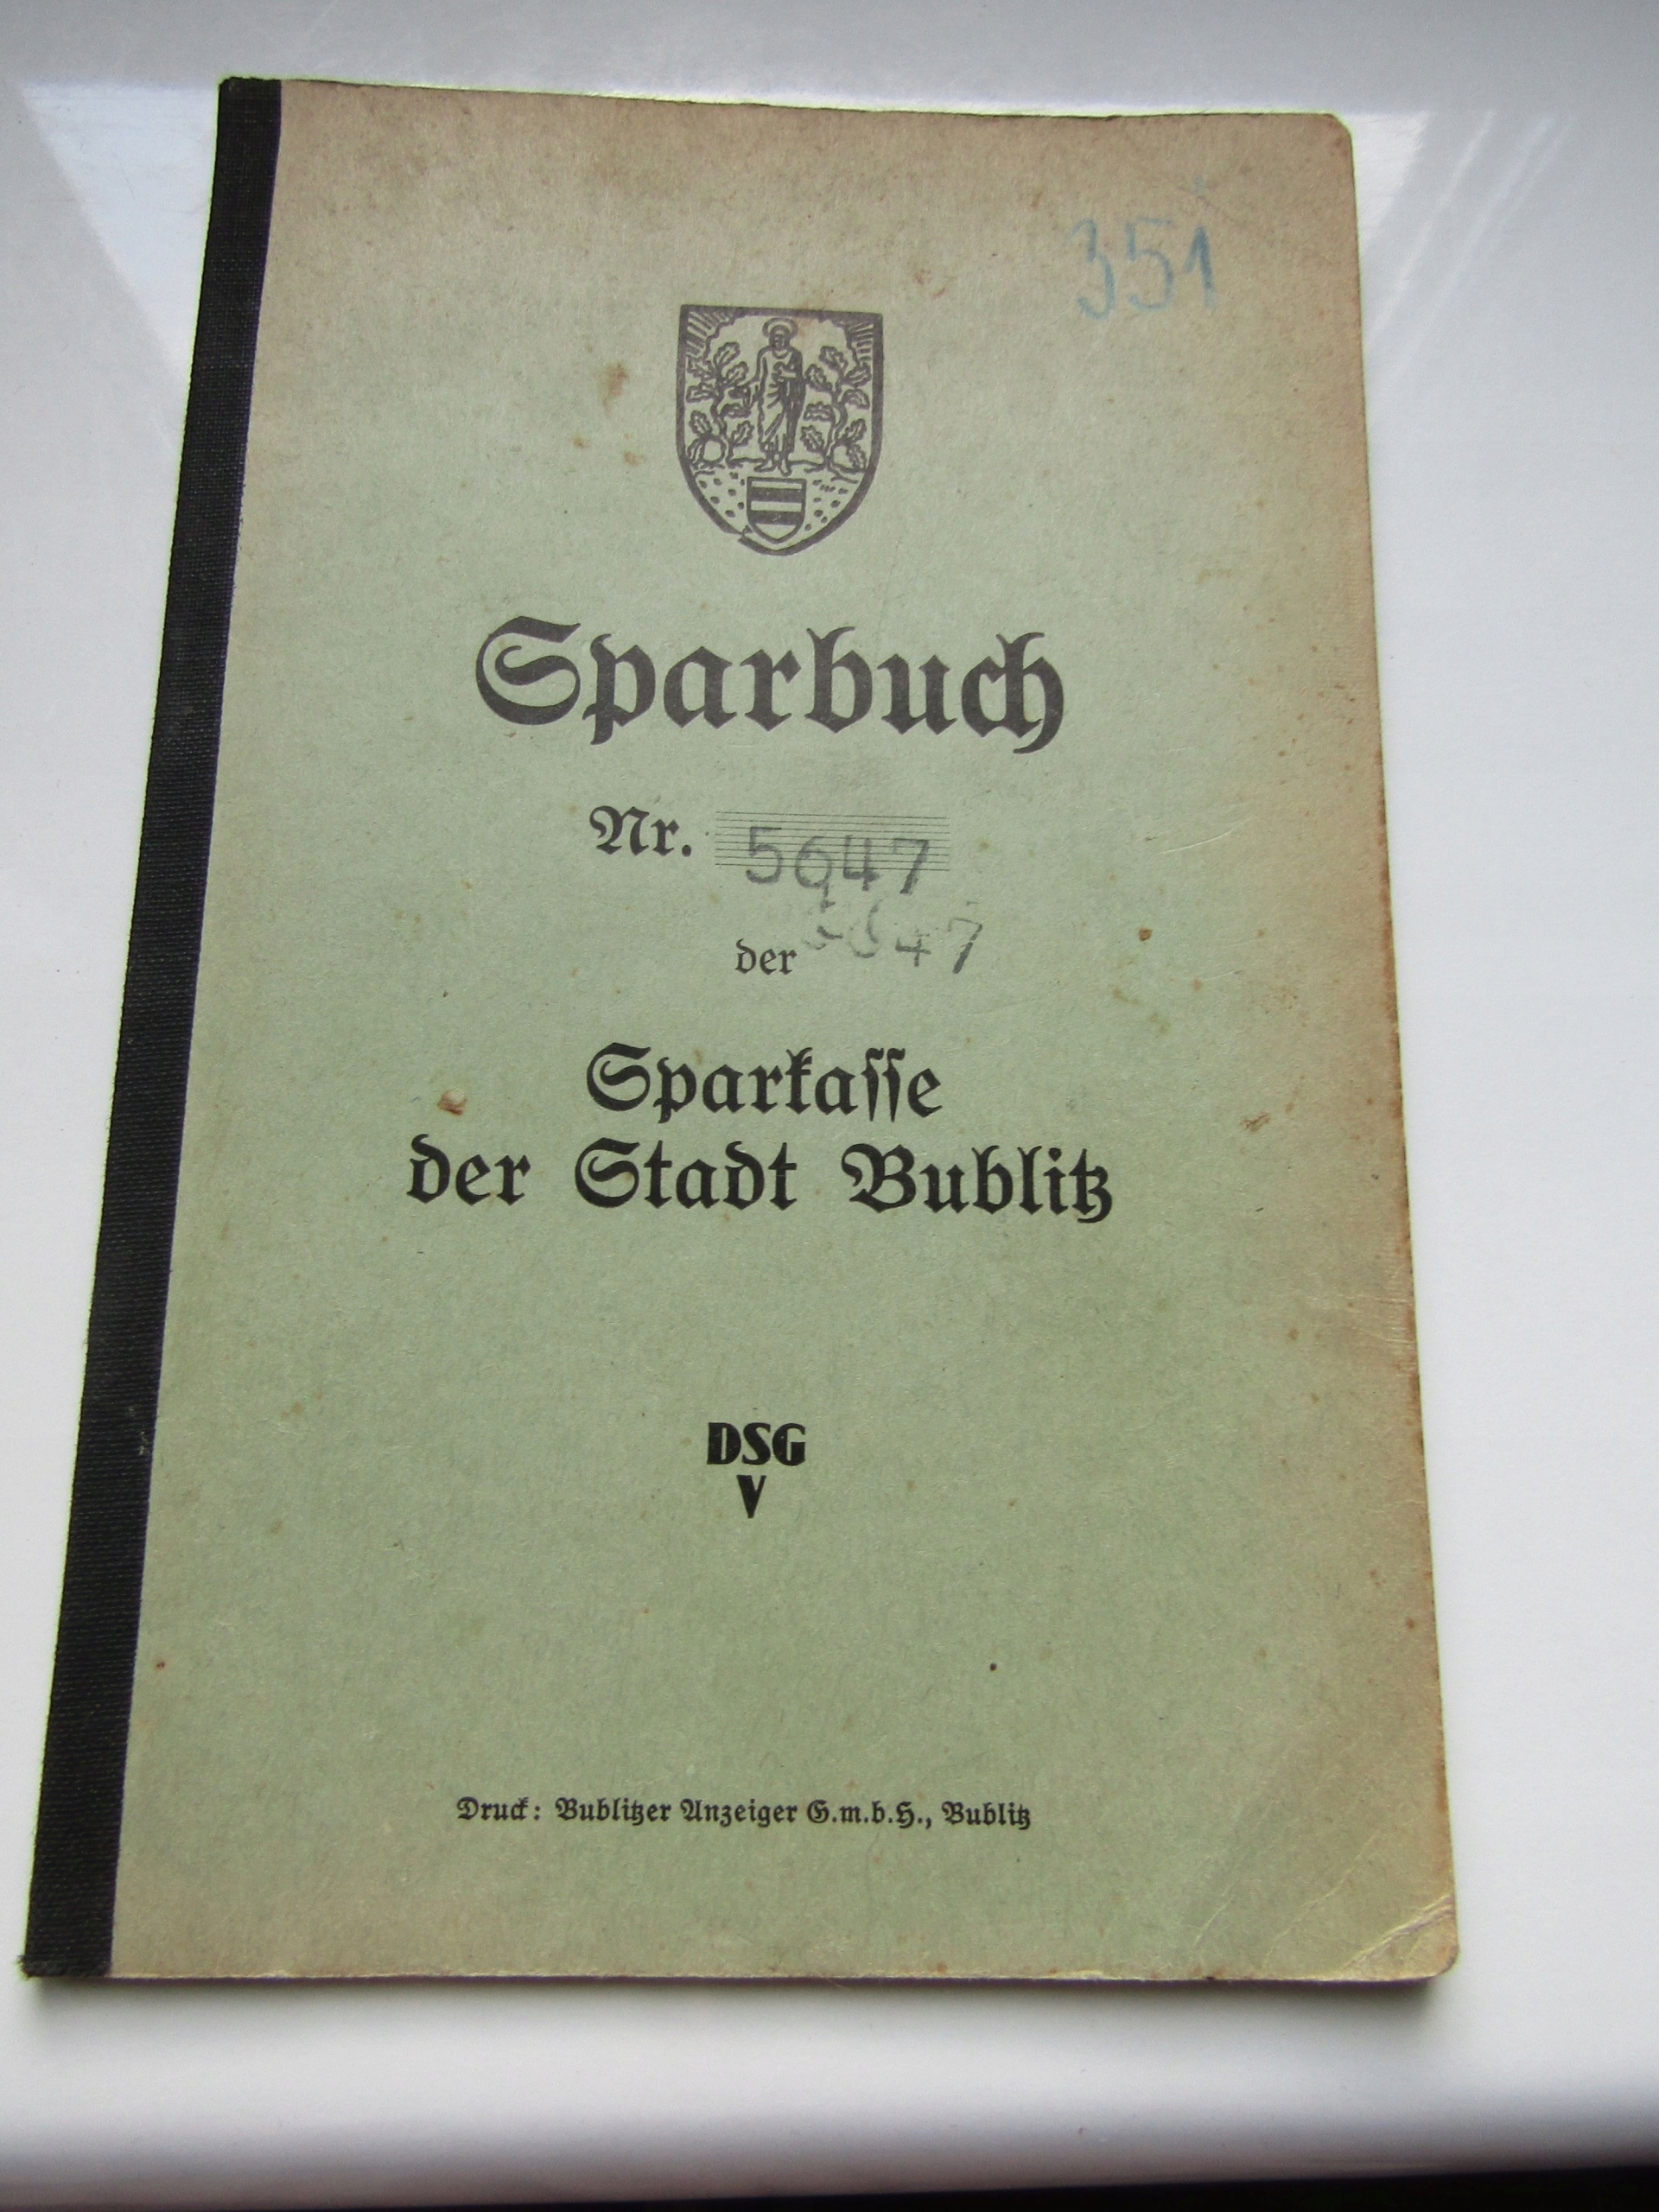 351
Sparbuch
Nr. 5647
5647
der
Sparkasse
der Stadt Bublitz
DSG
V
Druck: Bublitzer Anzeiger G.m.b.H., Bublitz